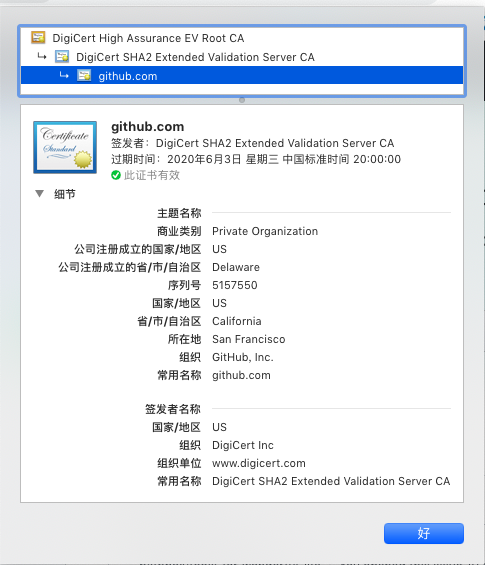 DigiCert High Assurance EV Root CA
DigiCert SHA2 Extended Validation Server CA
github.com
Certificate
Standard
github.com
签发者：DigiCert SHA2 Extended Validation Server CA
过期时间：2020年6月3日 星期三 中国标准时间 20:00:00
此证书有效
细节
主题名称
商业类别 Private Organization
公司注册成立的国家/地区 US
公司注册成立的省/市/自治区 Delaware
序列号 5157550
国家/地区 US
省/市/自治区 California
所在地 San Francisco
组织 GitHub, Inc.
常用名称 github.com
签发者名称
国家/地区 US
组织 DigiCert Inc
组织单位 www.digicert.com
常用名称 DigiCert SHA2 Extended Validation Server CA
好